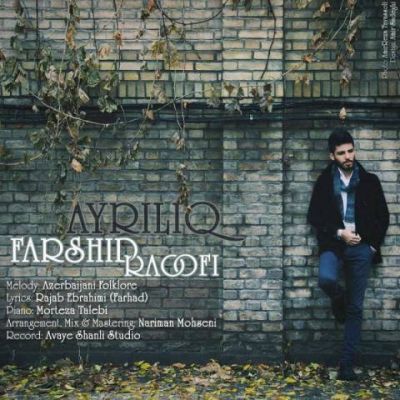 AYRILIQ
FARSHID
RAOOFI
Melody: Azerbaijani Folklore
Lyrics: Rajab Ebrahimi (Farhad)
Piano: Morteza Talebi
Arrangement, Mix & Mastering: Nariman Mohseni
Record: Avaye Shanli Studio